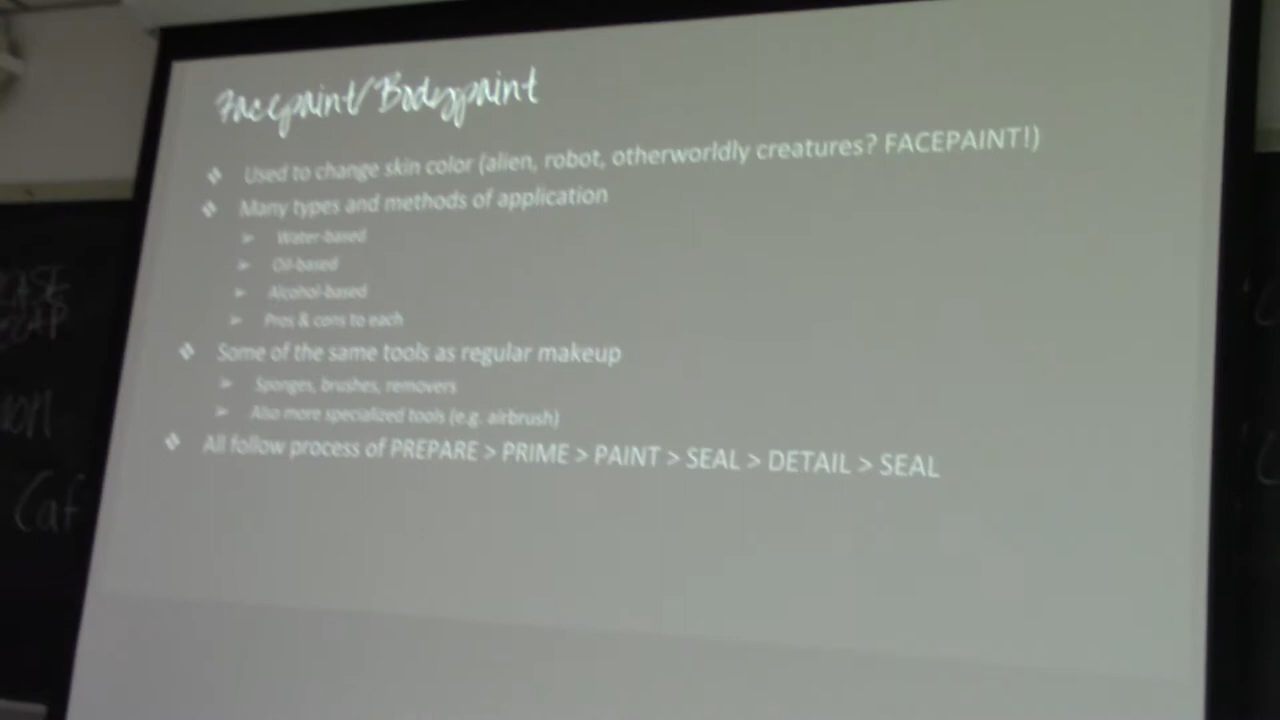 Facepaint/Bodypaint
Used to change skin color (alien, robot, otherworldly creatures? FACEPAINT!)
Many types and methods of application
Water-based
Oil-based
Alcohol-based
Pros & cons to each
Some of the same tools as regular makeup
Sponges, brushes, removers
Also more specialized tools (e.g. airbrush)
All follow process of PREPARE > PRIME > PAINT > SEAL > DETAIL > SEAL
Caf